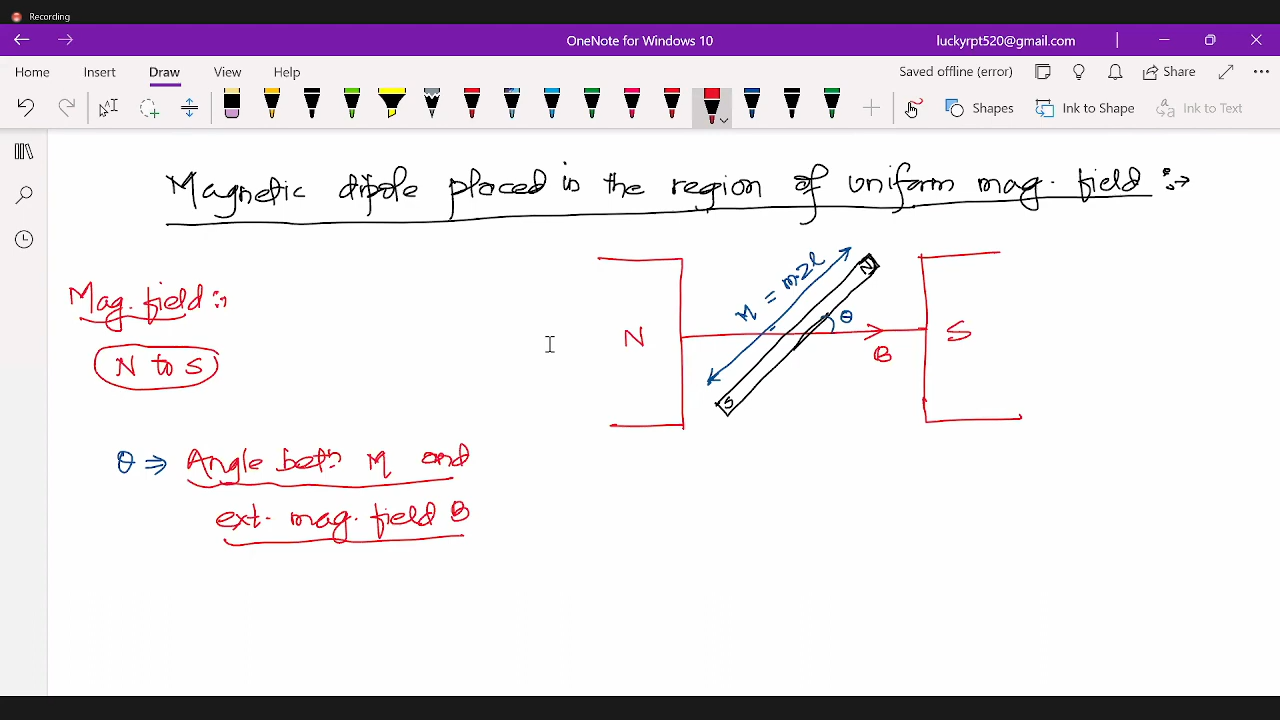 Recording
OneNote for Windows 10
luckyrpt520@gmail.com
Home Insert Draw View Help
Saved offline (error)
Share
Shapes
Ink to Shape
Ink to Text
Magnetic dipole placed in the region of uniform mag. field :→
Mag. field :→
N to S
θ ⇒ Angle betn M and
ext. mag. field B
N
M = m.2l
N
θ
B
S
S